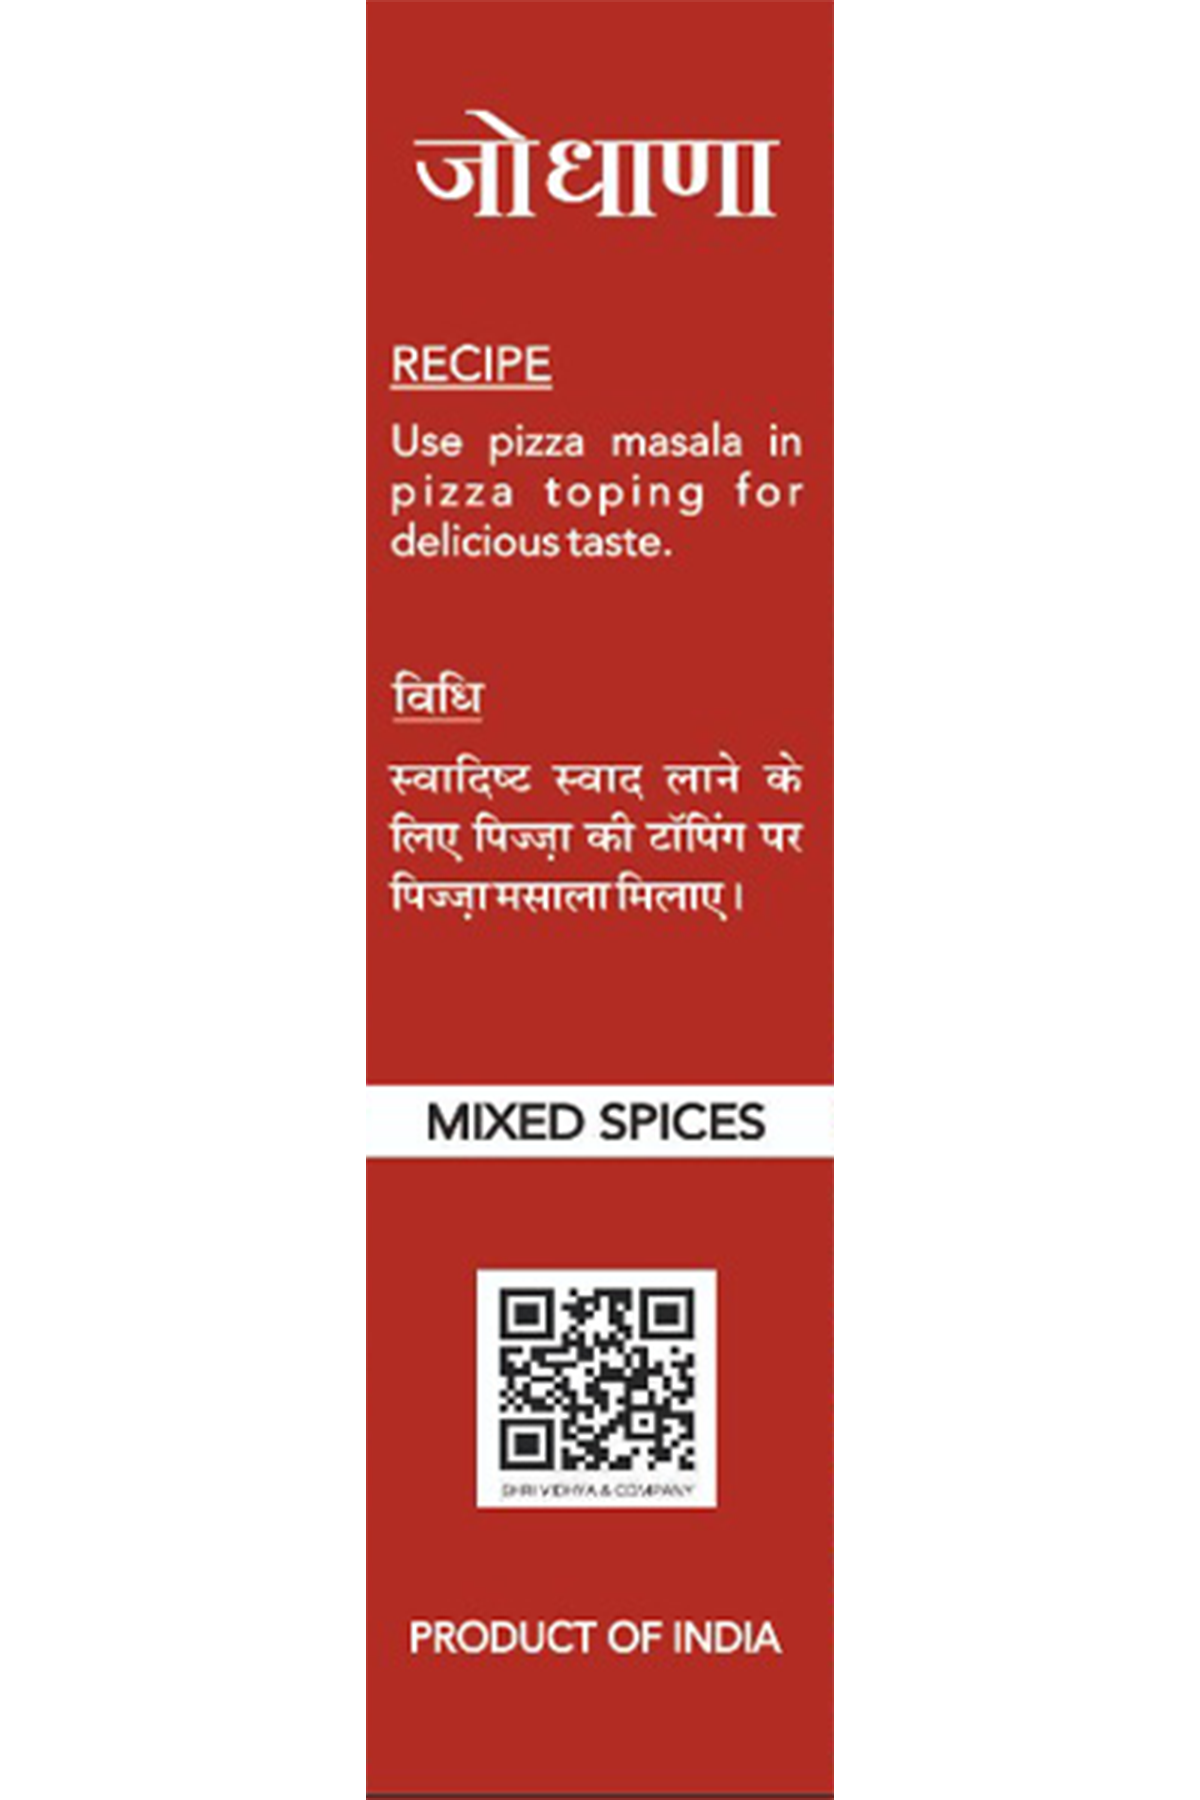 जोधाणा
RECIPE
Use pizza masala in
pizza toping for
delicious taste.
विधि
स्वादिष्ट स्वाद लाने के
लिए पिज्ज़ा की टॉपिंग पर
पिज्ज़ा मसाला मिलाए।
MIXED SPICES
SHRI VIDHYA & COMPANY
PRODUCT OF INDIA